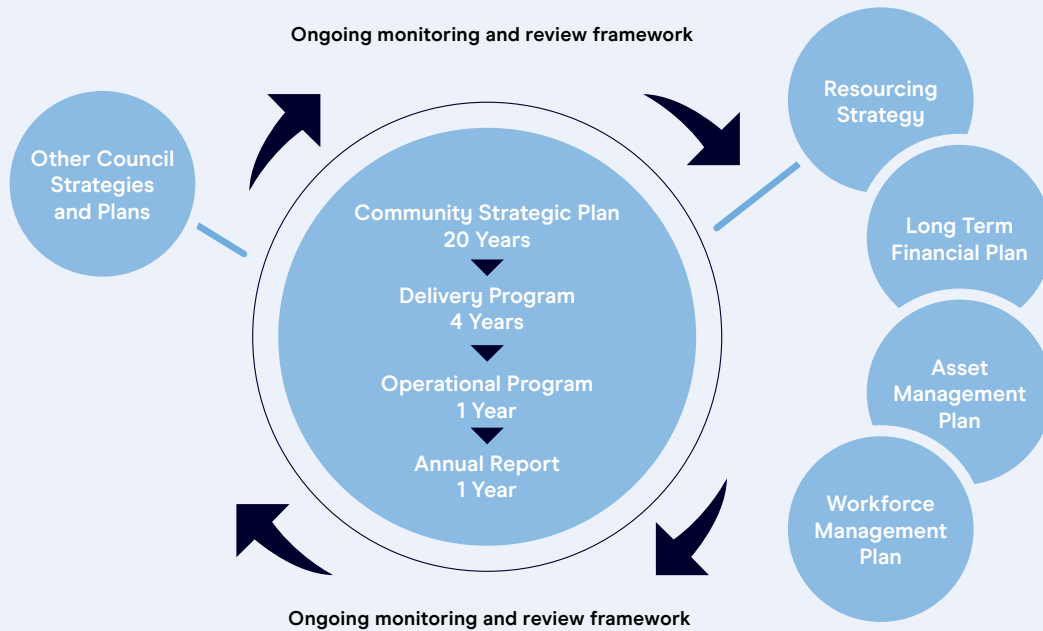 Ongoing monitoring and review framework
Other Council
Strategies
and Plans
Community Strategic Plan
20 Years
Delivery Program
4 Years
Operational Program
1 Year
Annual Report
1 Year
Resourcing
Strategy
Long Term
Financial Plan
Asset
Management
Plan
Workforce
Management
Plan
Ongoing monitoring and review framework